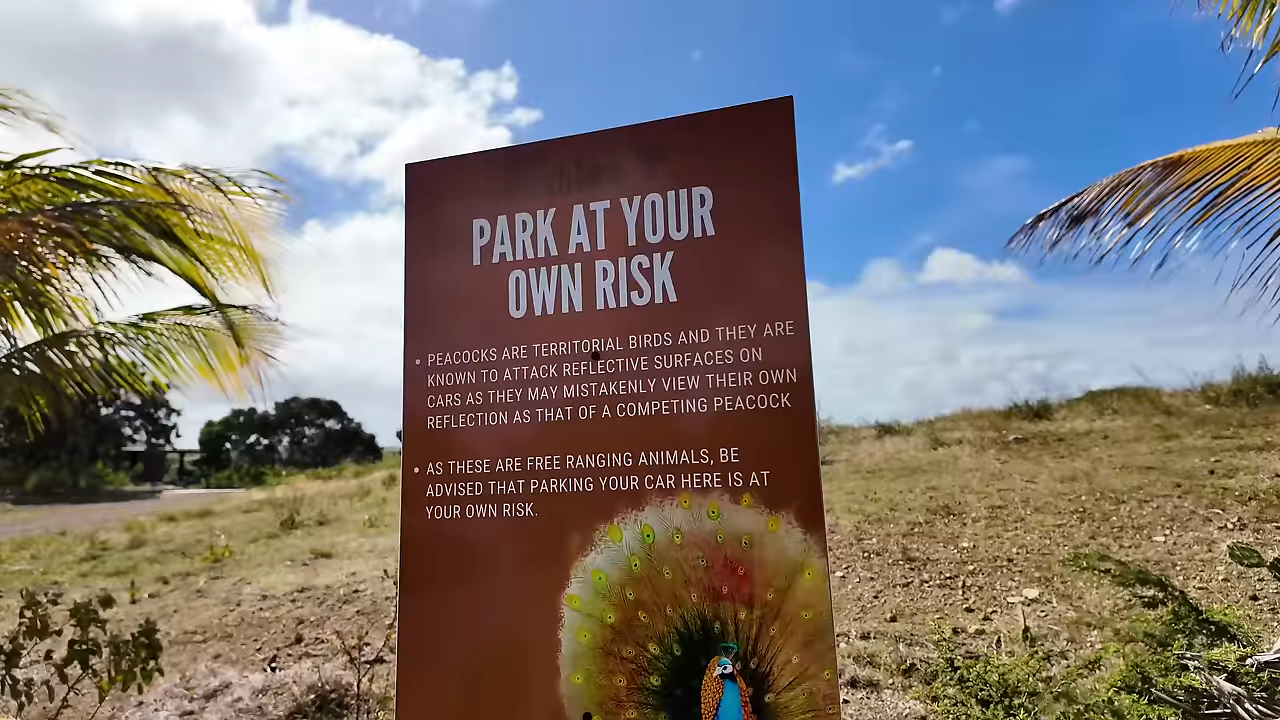 PARK AT YOUR
OWN RISK
• PEACOCKS ARE TERRITORIAL BIRDS AND THEY ARE
KNOWN TO ATTACK REFLECTIVE SURFACES ON
CARS AS THEY MAY MISTAKENLY VIEW THEIR OWN
REFLECTION AS THAT OF A COMPETING PEACOCK
• AS THESE ARE FREE RANGING ANIMALS, BE
ADVISED THAT PARKING YOUR CAR HERE IS AT
YOUR OWN RISK.